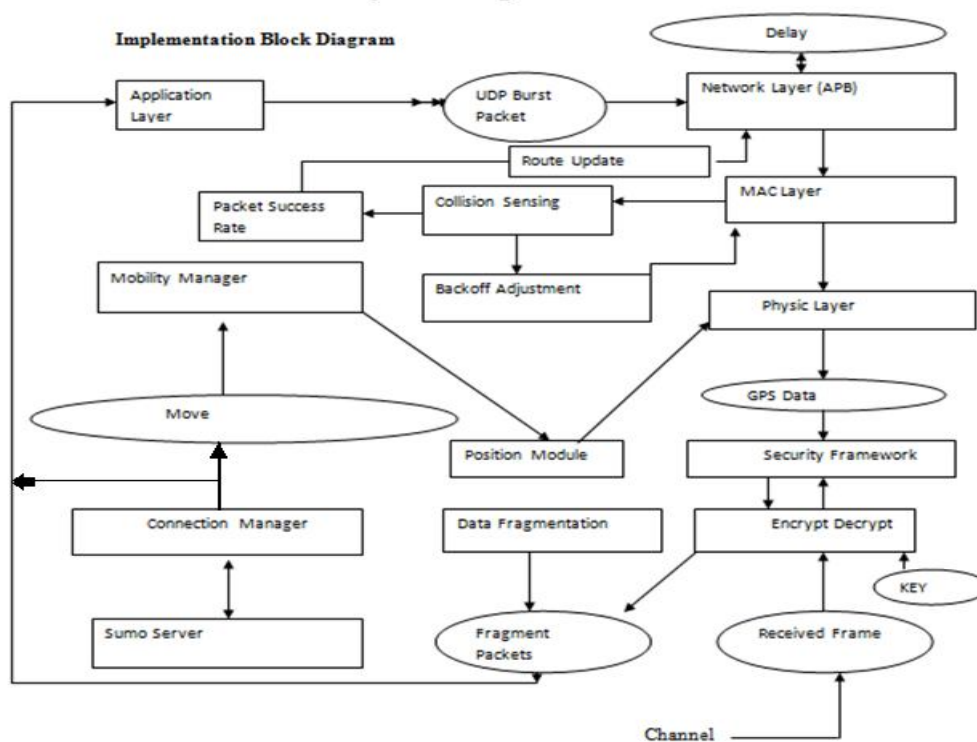 Implementation Block Diagram
Delay
Application
Layer
UDP Burst
Packet
Network Layer (APB)
Route Update
MAC Layer
Packet Success
Rate
Collision Sensing
Mobility Manager
Backoff Adjustment
Physic Layer
Move
GPS Data
Position Module
Security Framework
Connection Manager
Data Fragmentation
Encrypt Decrypt
KEY
Sumo Server
Fragment
Packets
Received Frame
Channel